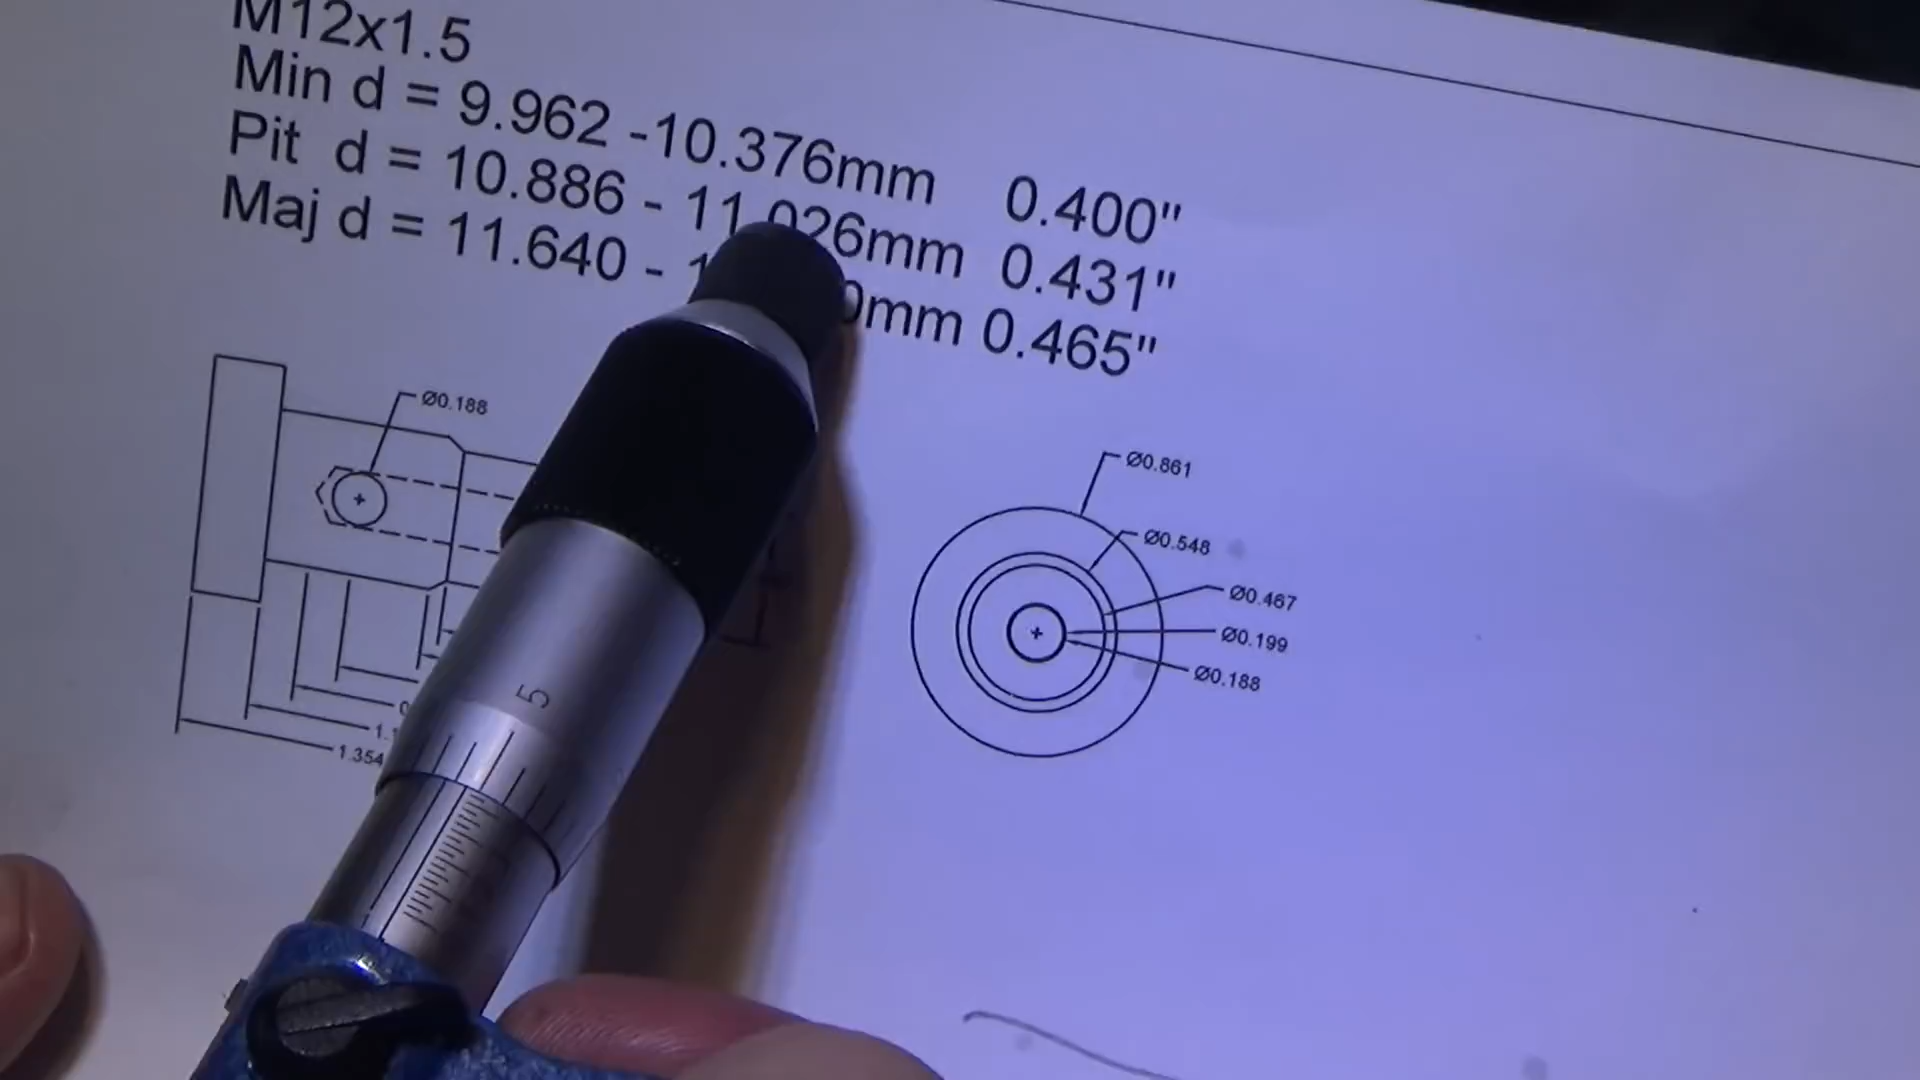 M12x1.5
Min d = 9.962 -10.376mm 0.400"
Pit d = 10.886 - 11.026mm 0.431"
Maj d = 11.640 - 0mm 0.465"
Ø0.188
Ø0.861
Ø0.548
Ø0.467
Ø0.199
Ø0.188
1.354
5